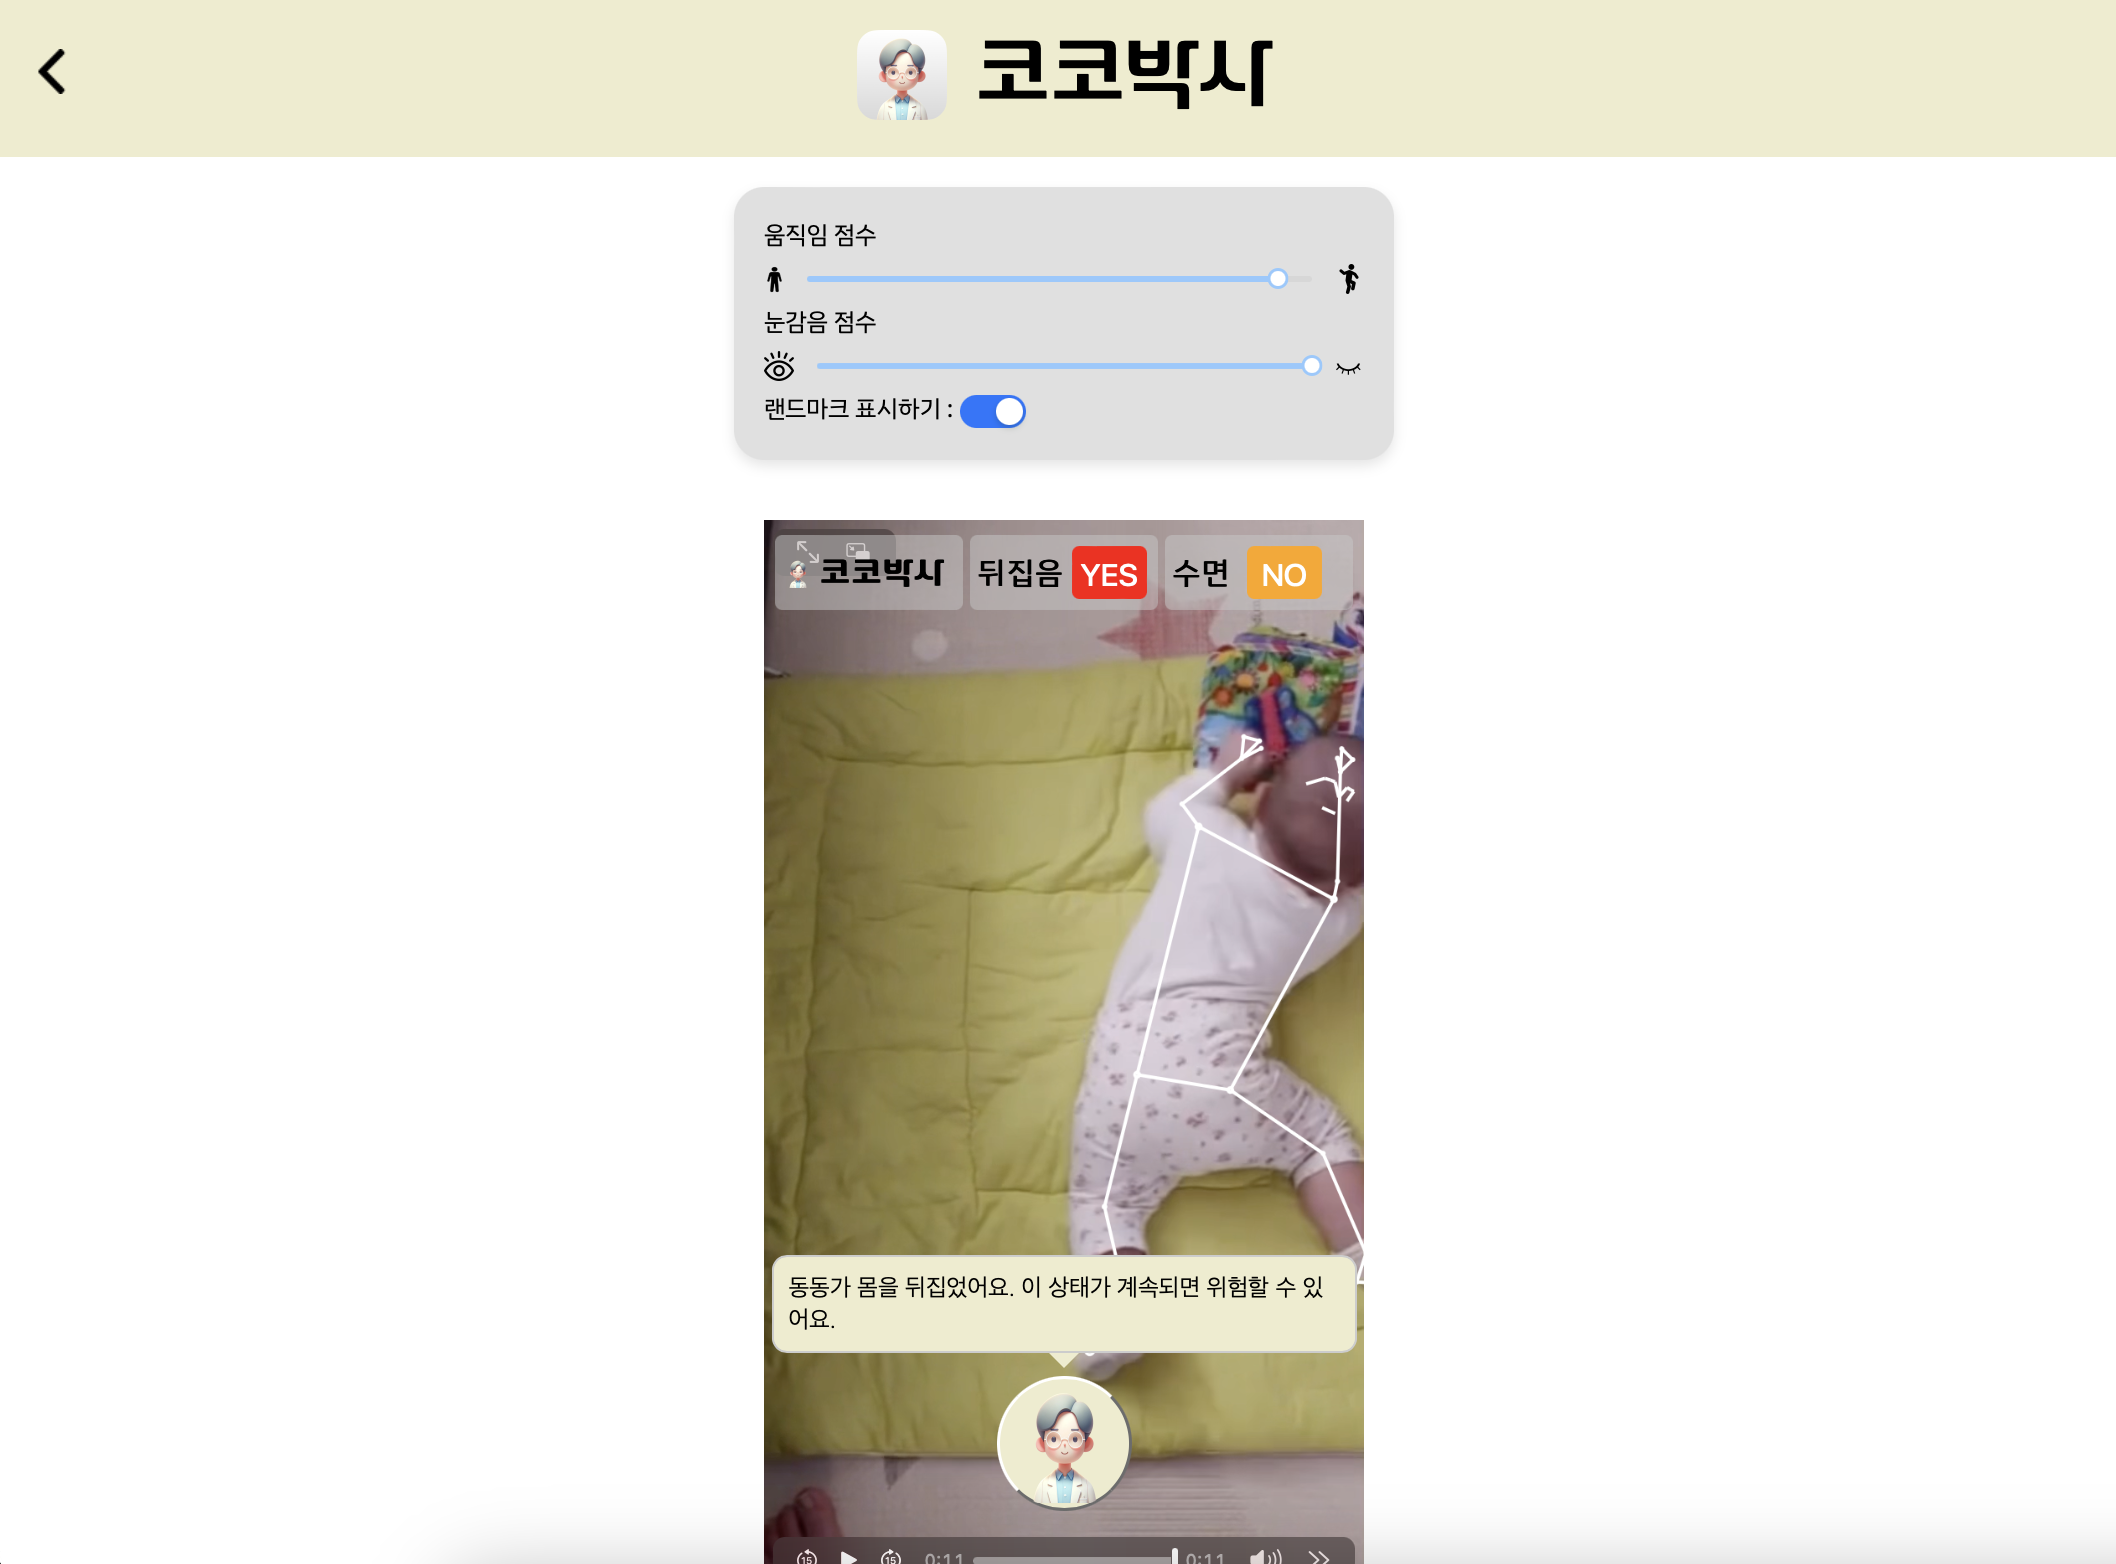 코코박사
움직임 점수
눈감음 점수
랜드마크 표시하기 :
코코박사
뒤집음 YES
수면 NO
동동가 몸을 뒤집었어요. 이 상태가 계속되면 위험할 수 있
어요.
15 15 0:11 0:11